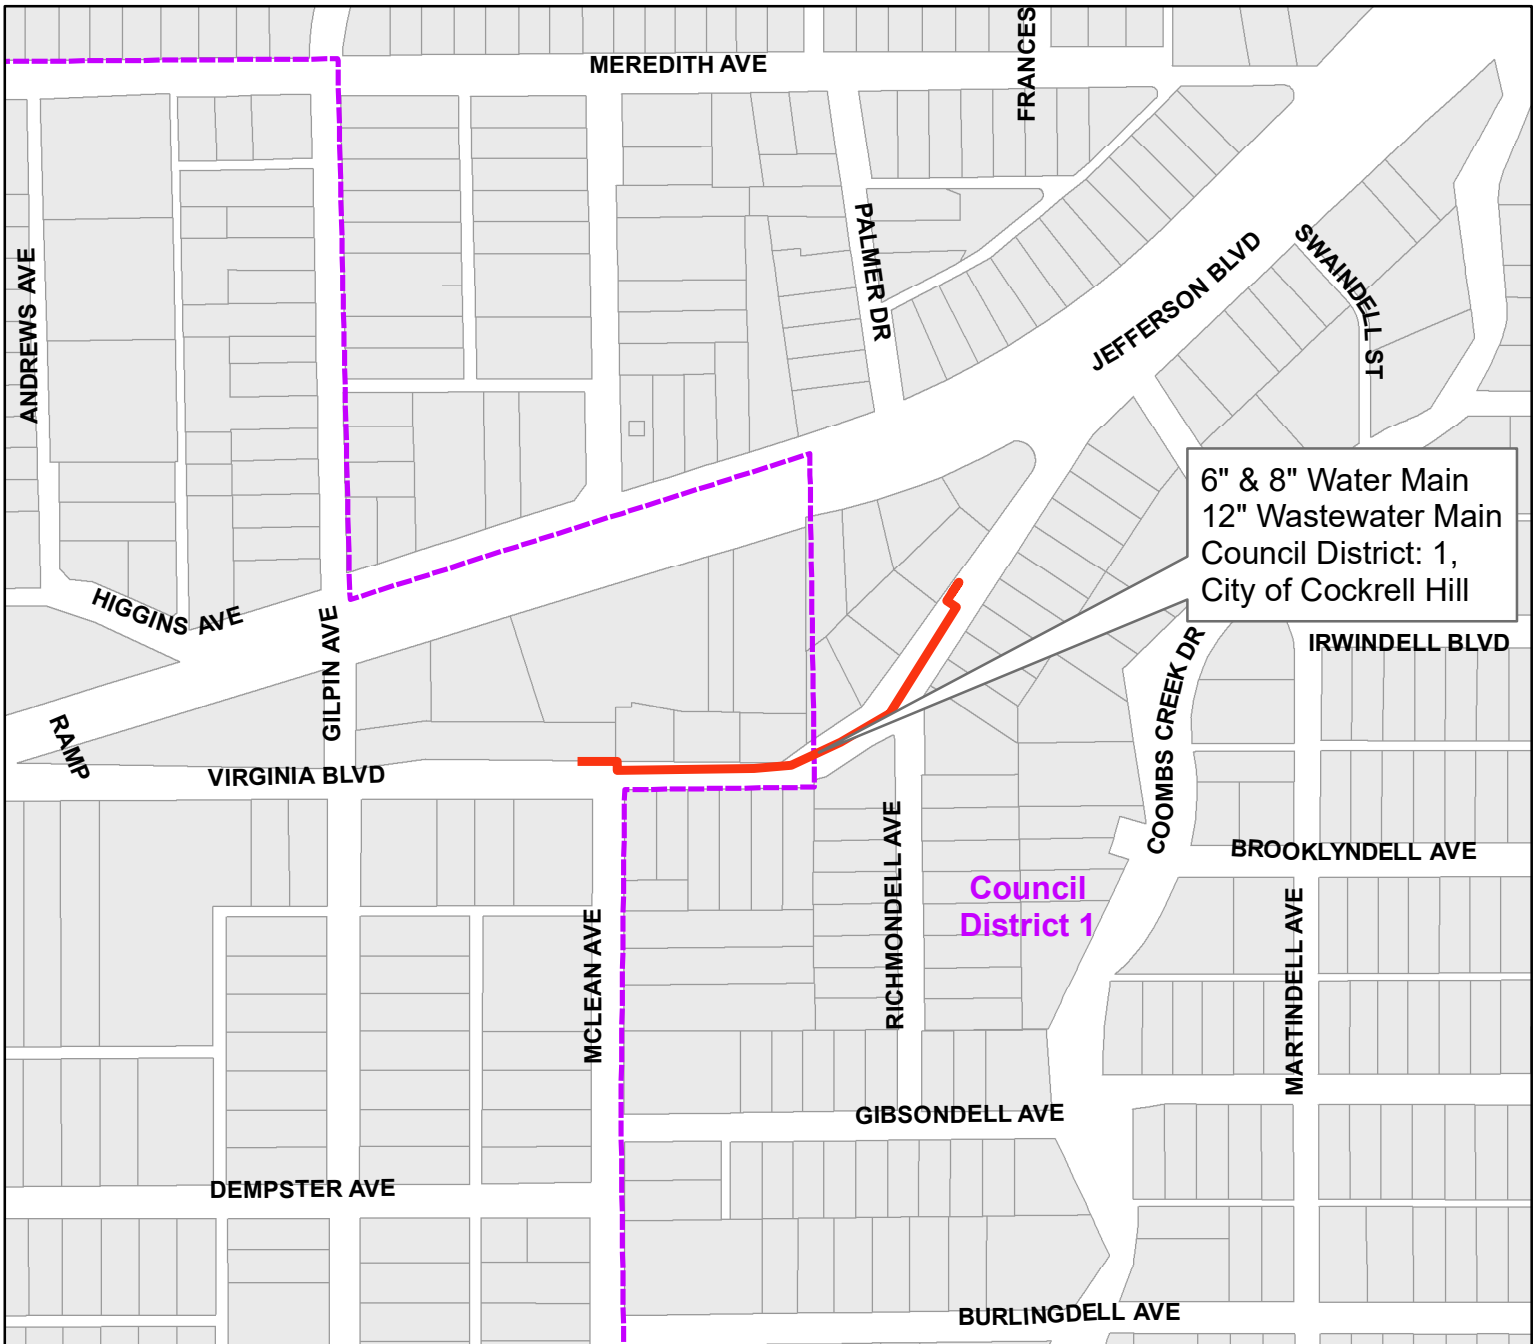 FRANCES
MEREDITH AVE
PALMER DR
SWAINDELL ST
JEFFERSON BLVD
ANDREWS AVE
6" & 8" Water Main
12" Wastewater Main
Council District: 1,
City of Cockrell Hill
HIGGINS AVE
GILPIN AVE
IRWINDELL BLVD
COOMBS CREEK DR
RAMP
VIRGINIA BLVD
RICHMONDELL AVE
BROOKLYNDELL AVE
Council
District 1
MCLEAN AVE
MARTINDELL AVE
GIBSONDELL AVE
DEMPSTER AVE
BURLINGDELL AVE